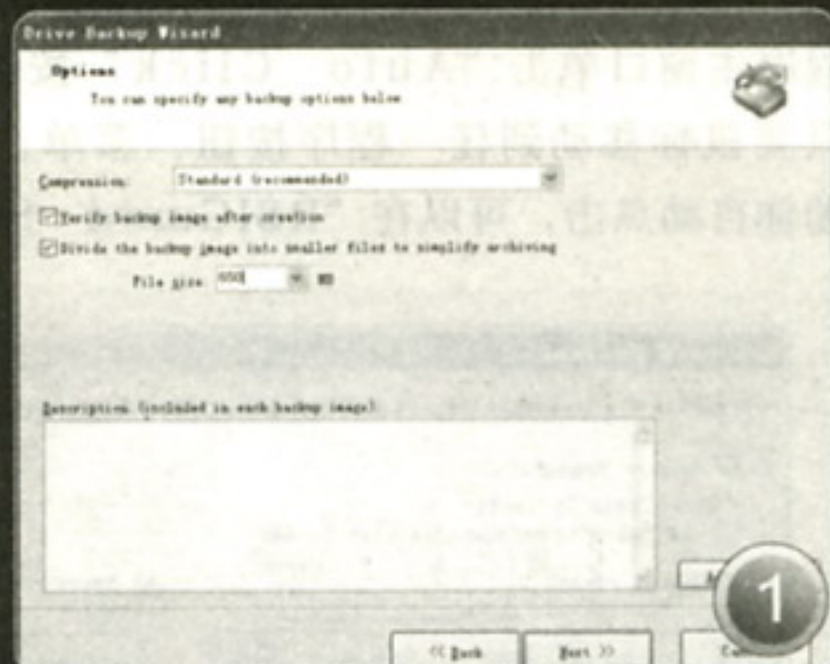 Drive Backup Wizard
Options
You can specify any backup options below
Compression: Standard (recommended)
Verify backup image after creation
Divide the backup image into smaller files to simplify archiving
File size: 650 MB
Description (included in each backup image):
1
<< Back Next >>